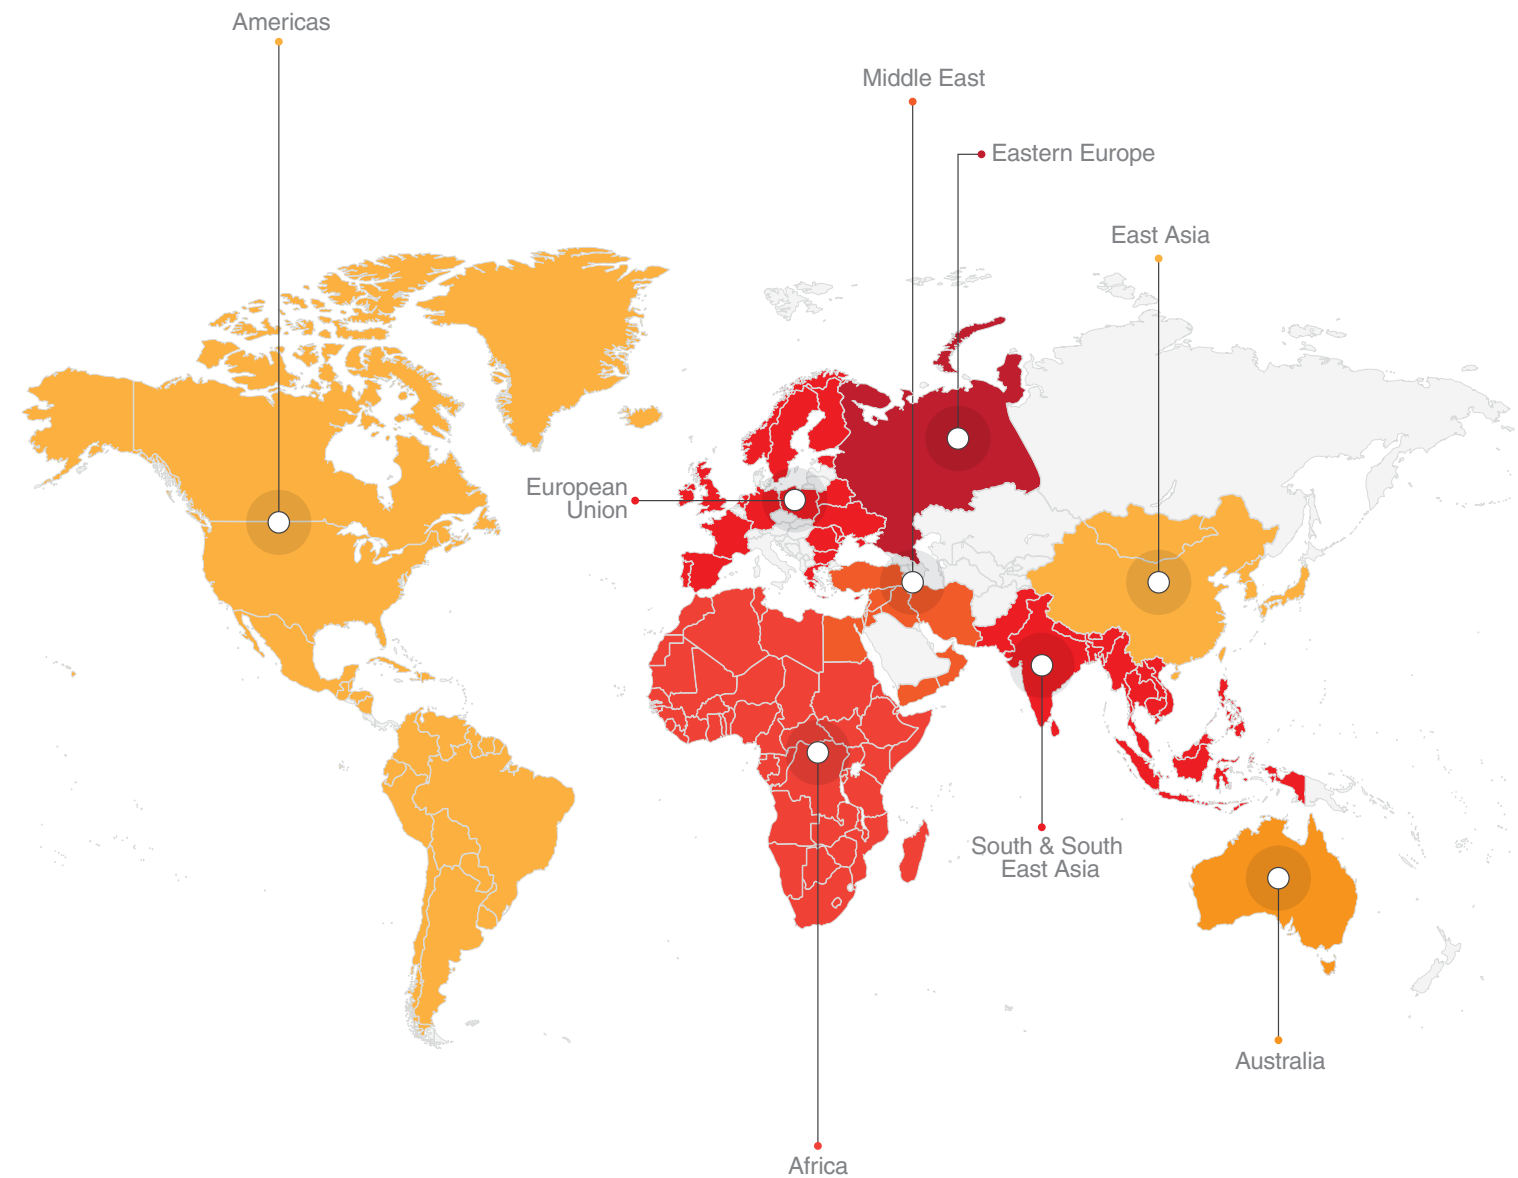 Americas
Middle East
Eastern Europe
East Asia
European
Union
South & South
East Asia
Australia
Africa